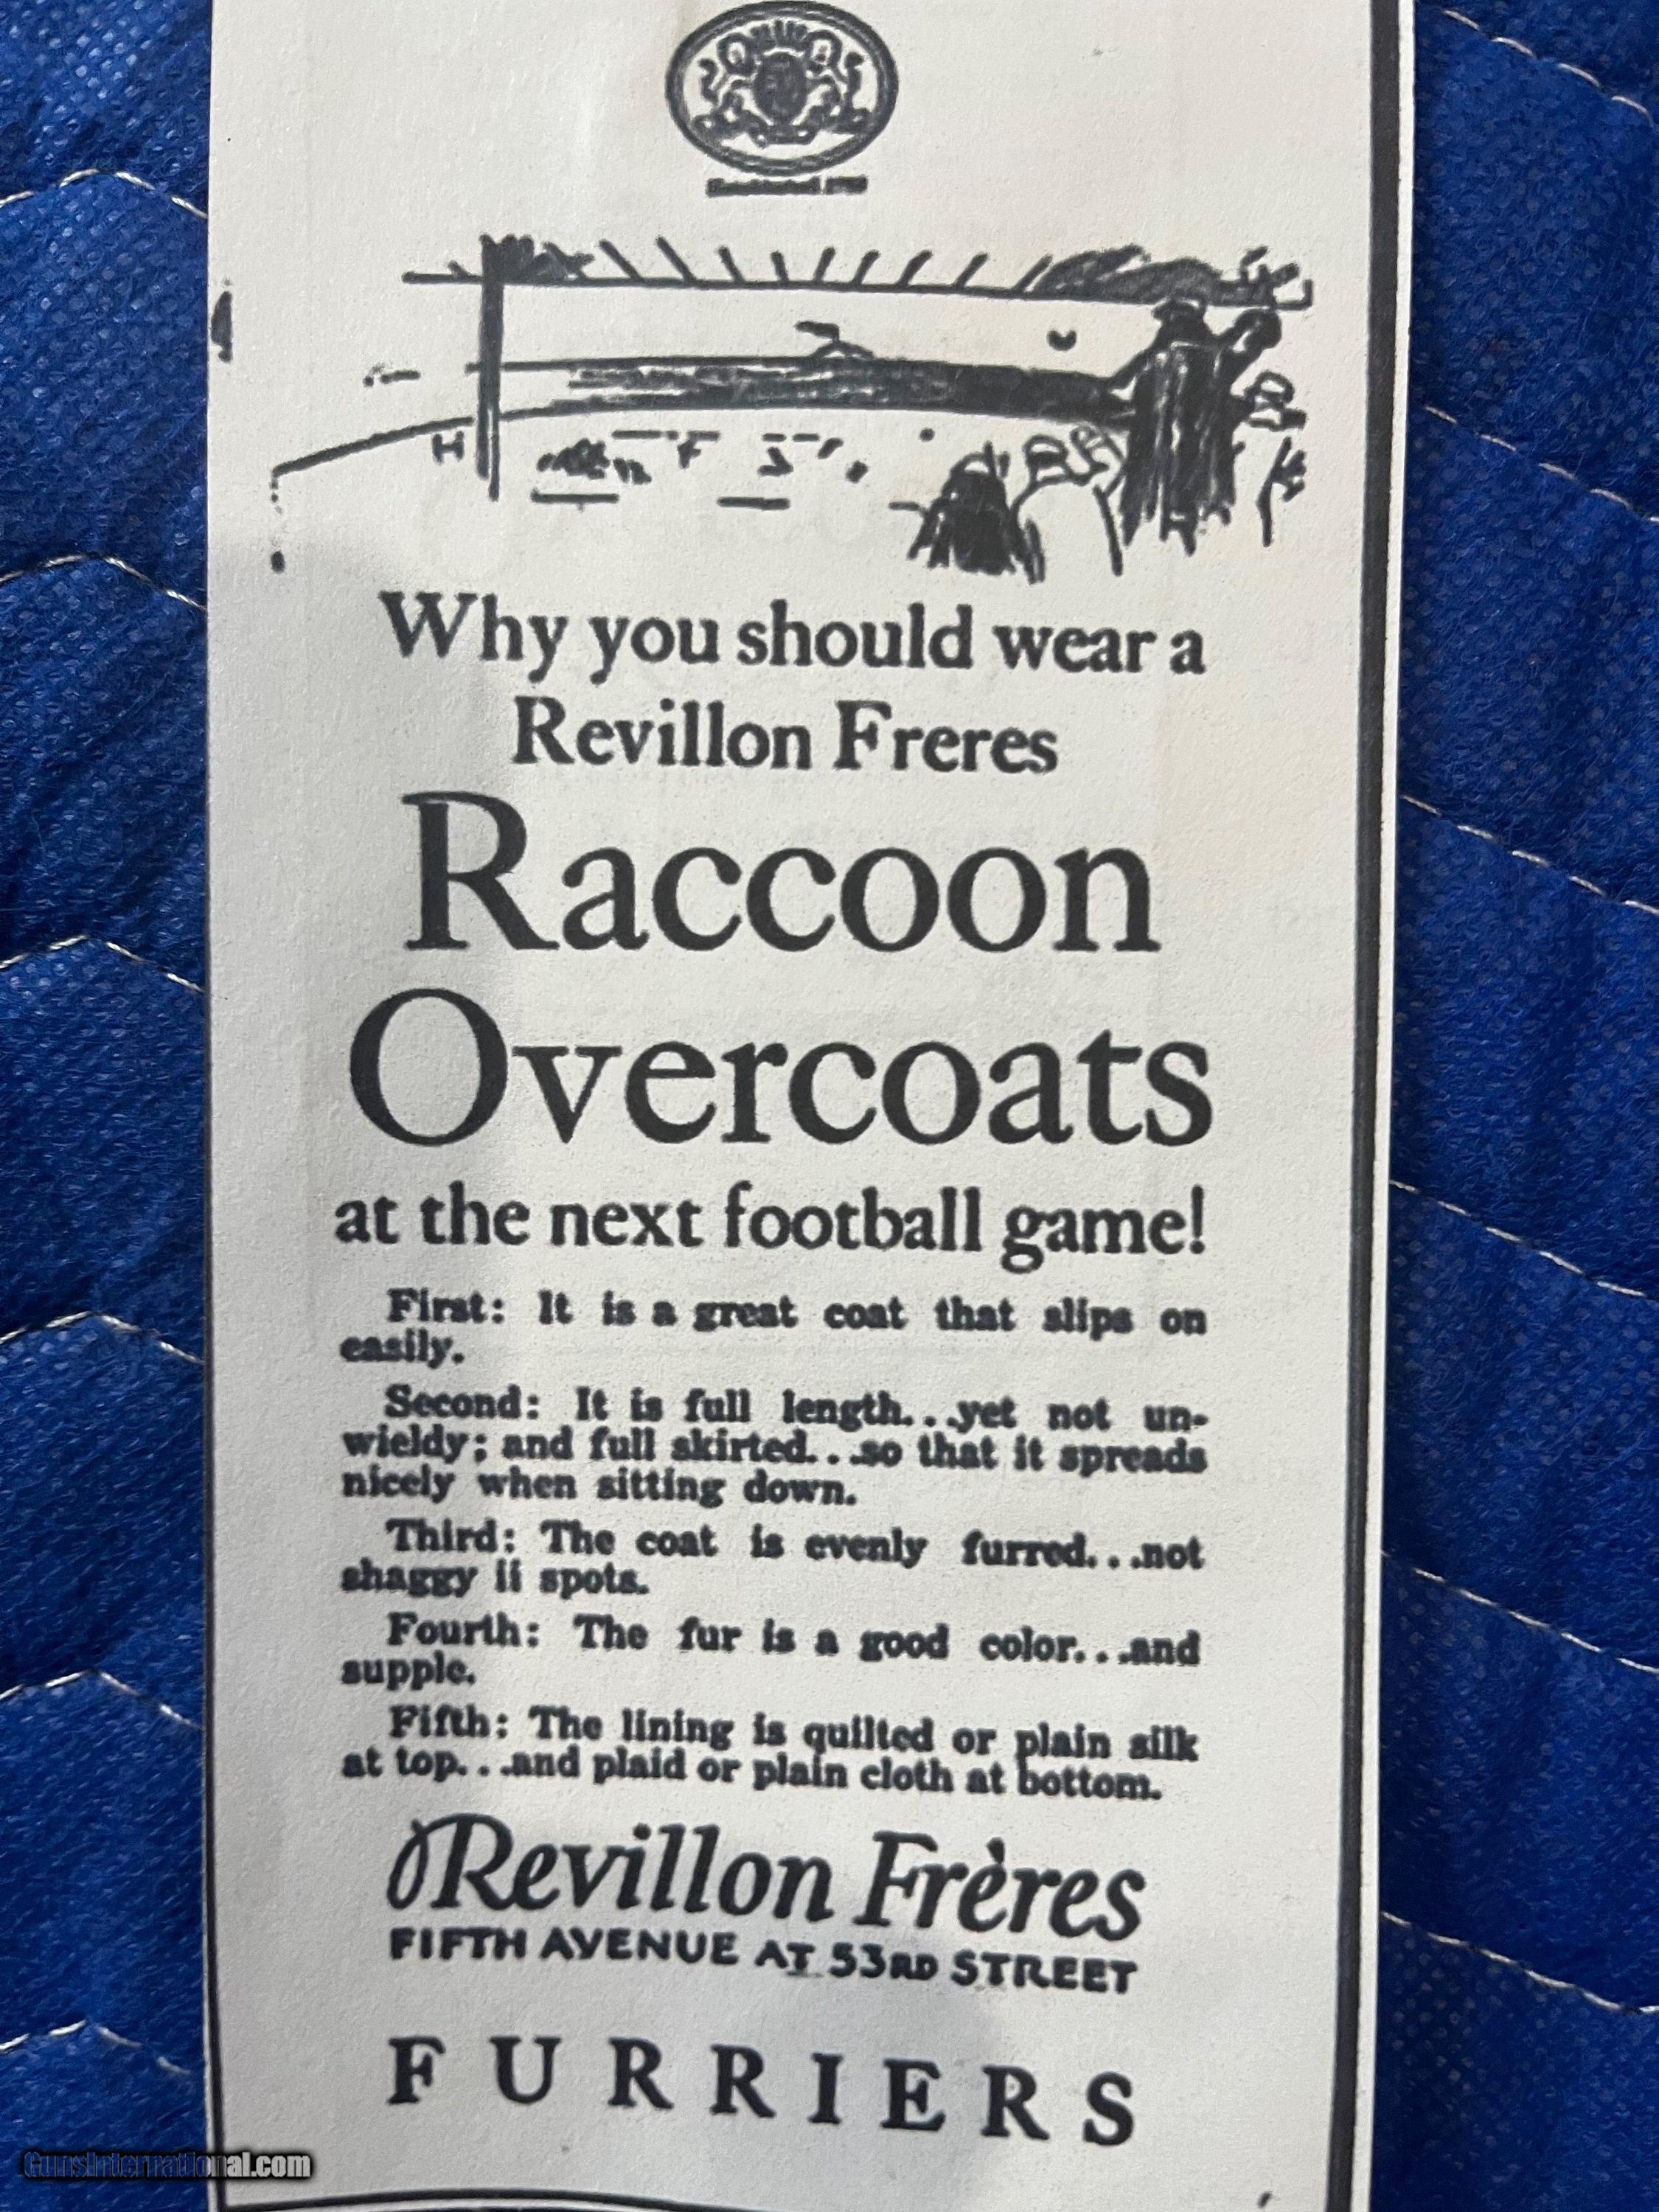 Why you should wear a
Revillon Freres
Raccoon
Overcoats
at the next football game!
First: It is a great coat that slips on
easily.
Second: It is full length...yet not un-
wieldy; and full skirted...so that it spreads
nicely when sitting down.
Third: The coat is evenly furred...not
shaggy ii spots.
Fourth: The fur is a good color...and
supple.
Fifth: The lining is quilted or plain silk
at top...and plaid or plain cloth at bottom.
Revillon Frères
FIFTH AVENUE AT 53RD STREET
FURRIERS
GunsInternational.com